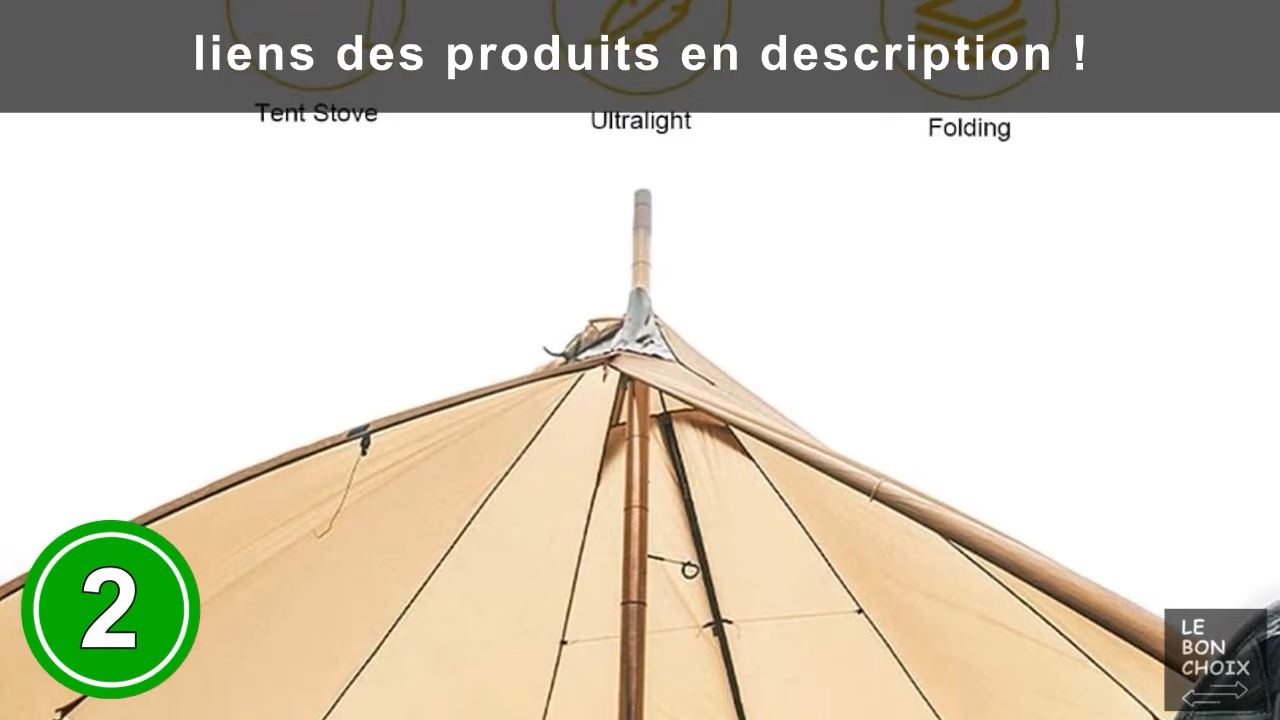 liens des produits en description !
Tent Stove
Ultralight
Folding
2
LE
BON
CHOIX